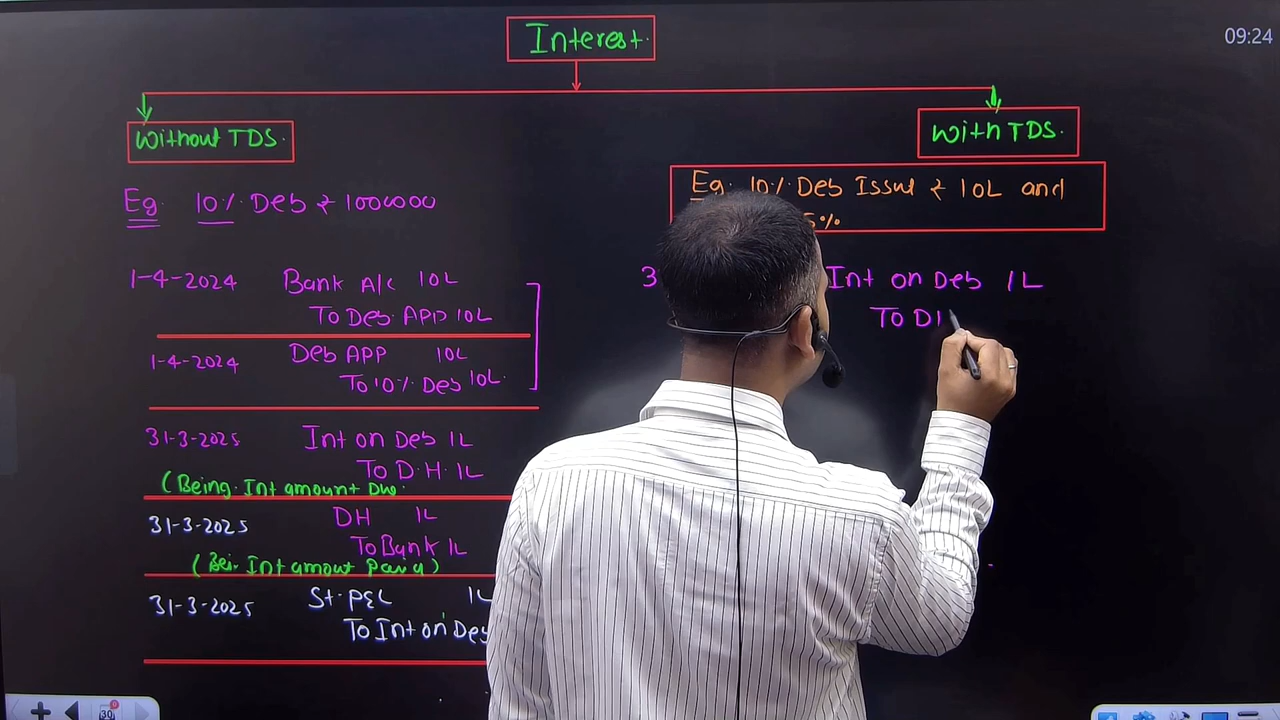 Interest.
09:24
Without TDS.
With TDS.
Eg. 10% Deb Issue ₹ 10L and
5%
Eg. 10% Deb ₹ 1000000
1-4-2024 Bank A/c 10L
To Deb. APP 10L
1-4-2024 Deb APP 10L
To 10% Deb 10L.
31-3-2025 Int on Deb 1L
To D.H. 1L
(Being. Int amount Due.
31-3-2025 DH 1L
To Bank 1L
(Bei. Int amount Paid)
31-3-2025 St. P&L 1L
To Int on Deb
3
Int on Deb 1L
To D
30